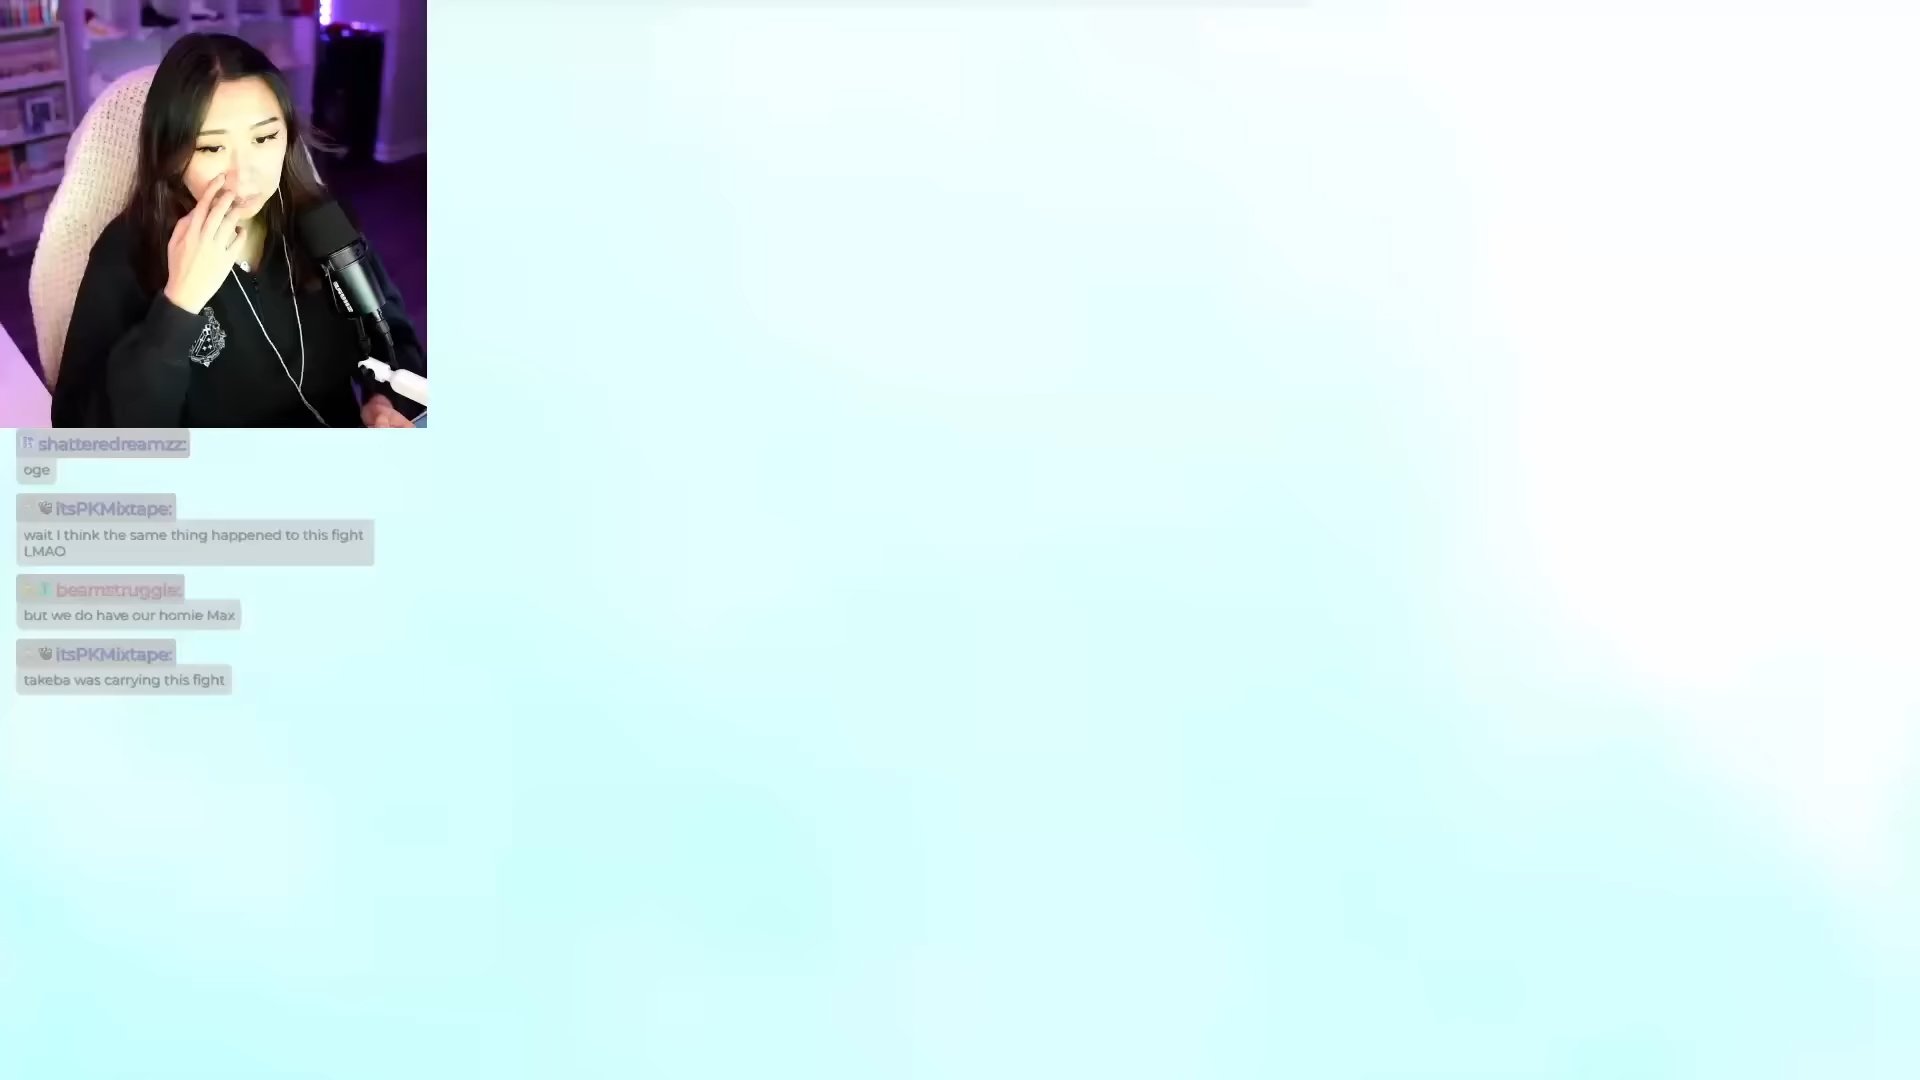 shatteredreamzz:
oge
itsPKMixtape:
wait I think the same thing happened to this fight
LMAO
beamstruggle:
but we do have our homie Max
itsPKMixtape:
takeba was carrying this fight